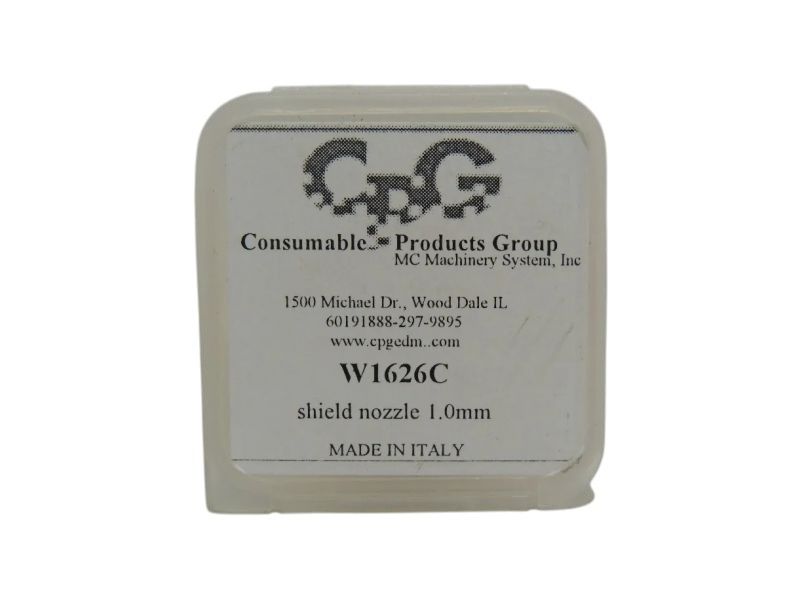 CPG
Consumable - Products Group
MC Machinery System, Inc
1500 Michael Dr., Wood Dale IL
60191888-297-9895
www.cpgedm..com
W1626C
shield nozzle 1.0mm
MADE IN ITALY